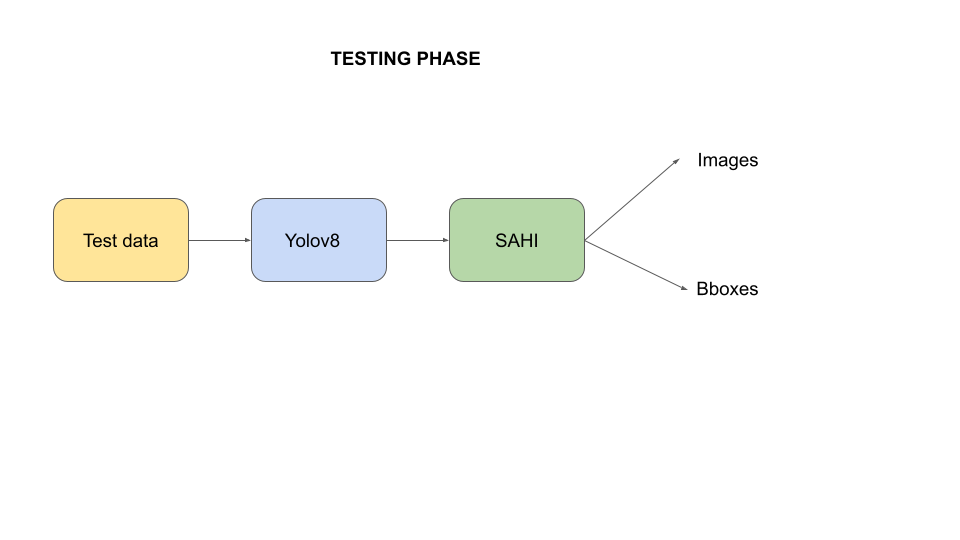 TESTING PHASE
Images
Test data
Yolov8
SAHI
Bboxes